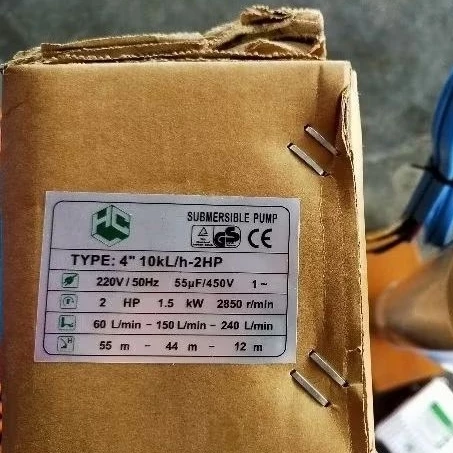 SUBMERSIBLE PUMP
GS CE
TYPE: 4" 10kL/h-2HP
220V/50Hz 55µF/450V 1~
2 HP 1.5 kW 2850 r/min
60 L/min - 150 L/min - 240 L/min
55 m - 44 m - 12 m